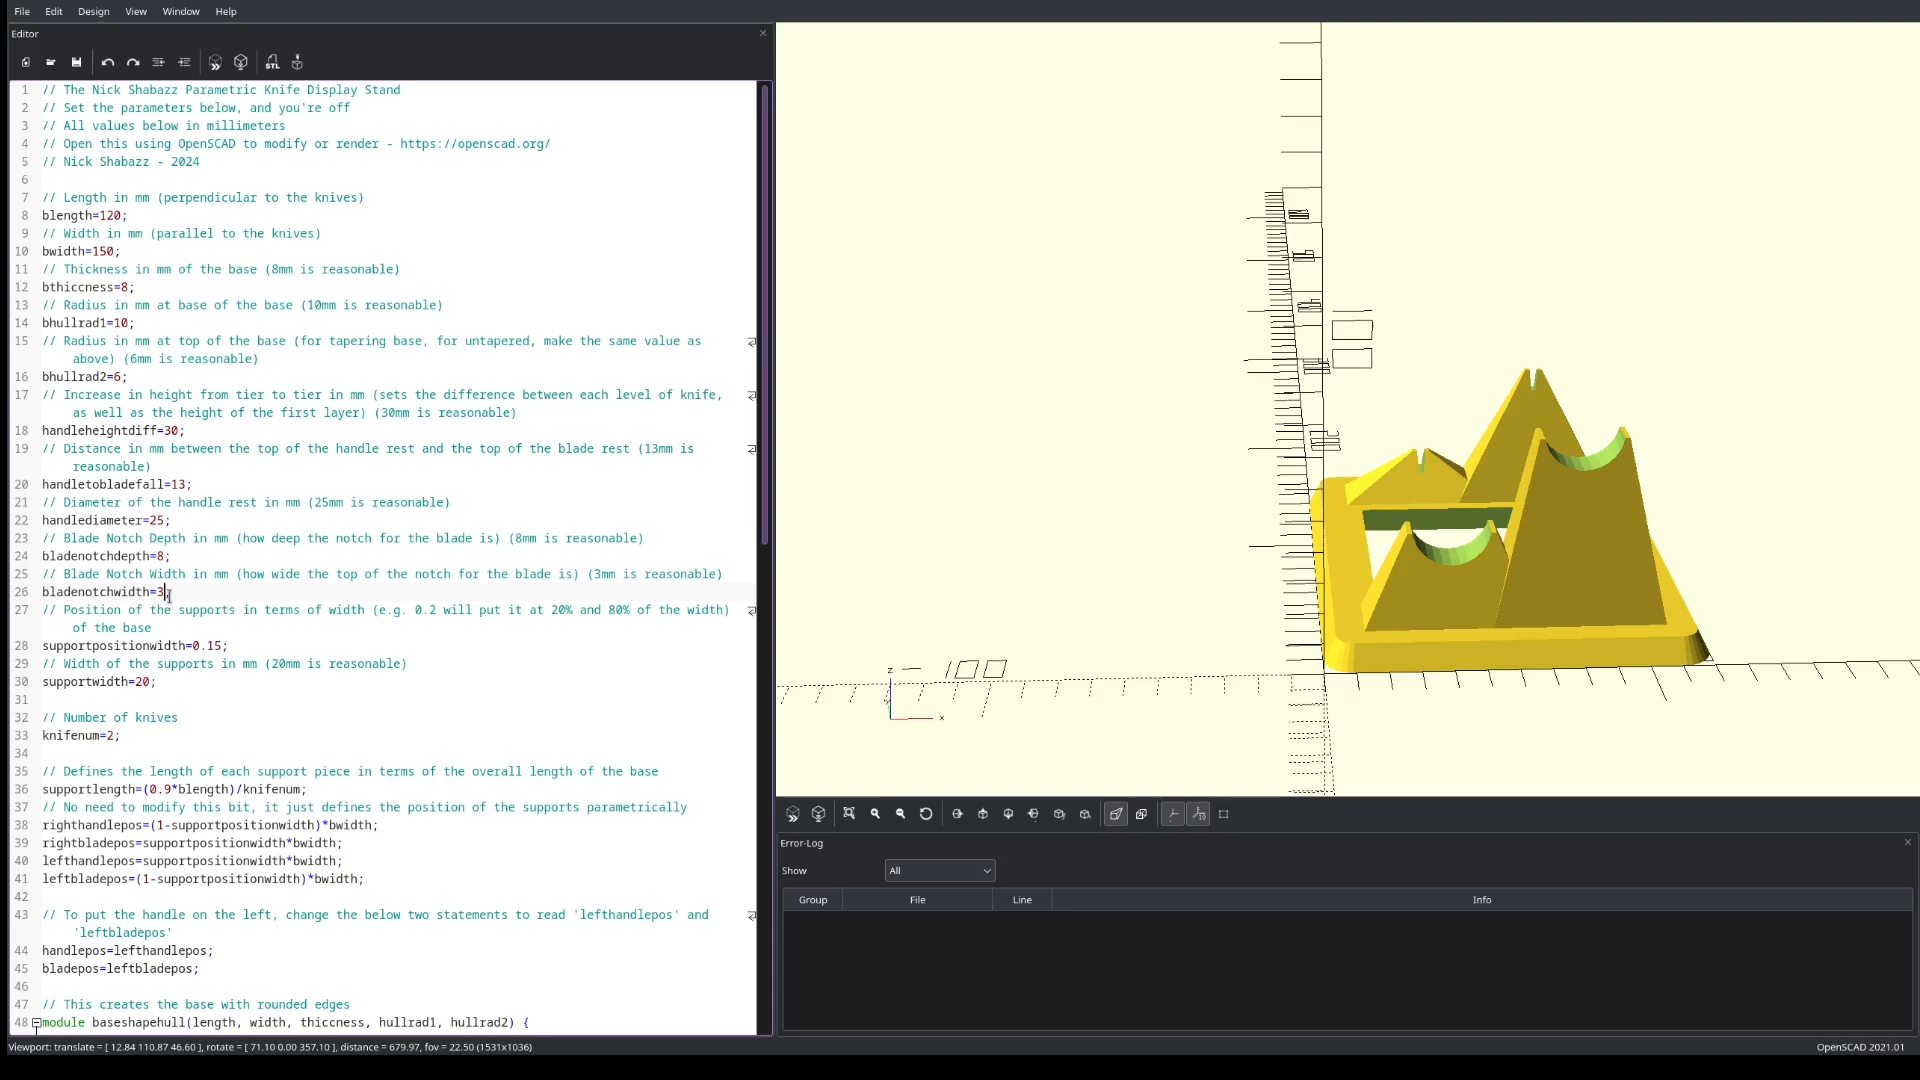 File Edit Design View Window Help
Editor
STL
1 // The Nick Shabazz Parametric Knife Display Stand
2 // Set the parameters below, and you're off
3 // All values below in millimeters
4 // Open this using OpenSCAD to modify or render - https://openscad.org/
5 // Nick Shabazz - 2024
6
7 // Length in mm (perpendicular to the knives)
8 blength=120;
9 // Width in mm (parallel to the knives)
10 bwidth=150;
11 // Thickness in mm of the base (8mm is reasonable)
12 bthiccness=8;
13 // Radius in mm at base of the base (10mm is reasonable)
14 bhullrad1=10;
15 // Radius in mm at top of the base (for tapering base, for untapered, make the same value as
above) (6mm is reasonable)
16 bhullrad2=6;
17 // Increase in height from tier to tier in mm (sets the difference between each level of knife,
as well as the height of the first layer) (30mm is reasonable)
18 handleheightdiff=30;
19 // Distance in mm between the top of the handle rest and the top of the blade rest (13mm is
reasonable)
20 handletobladefall=13;
21 // Diameter of the handle rest in mm (25mm is reasonable)
22 handlediameter=25;
23 // Blade Notch Depth in mm (how deep the notch for the blade is) (8mm is reasonable)
24 bladenotchdepth=8;
25 // Blade Notch Width in mm (how wide the top of the notch for the blade is) (3mm is reasonable)
26 bladenotchwidth=3;
27 // Position of the supports in terms of width (e.g. 0.2 will put it at 20% and 80% of the width)
of the base
28 supportpositionwidth=0.15;
29 // Width of the supports in mm (20mm is reasonable)
30 supportwidth=20;
31
32 // Number of knives
33 knifenum=2;
34
35 // Defines the length of each support piece in terms of the overall length of the base
36 supportlength=(0.9*blength)/knifenum;
37 // No need to modify this bit, it just defines the position of the supports parametrically
38 righthandlepos=(1-supportpositionwidth)*bwidth;
39 rightbladepos=supportpositionwidth*bwidth;
40 lefthandlepos=supportpositionwidth*bwidth;
41 leftbladepos=(1-supportpositionwidth)*bwidth;
42
43 // To put the handle on the left, change the below two statements to read 'lefthandlepos' and
'leftbladepos'
44 handlepos=lefthandlepos;
45 bladepos=leftbladepos;
46
47 // This creates the base with rounded edges
48 module baseshapehull(length, width, thiccness, hullrad1, hullrad2) {
z
x
Error-Log
Show All
Group File Line Info
Viewport: translate = [ 12.84 110.87 46.60 ], rotate = [ 71.10 0.00 357.10 ], distance = 679.97, fov = 22.50 (1531x1036)
OpenSCAD 2021.01